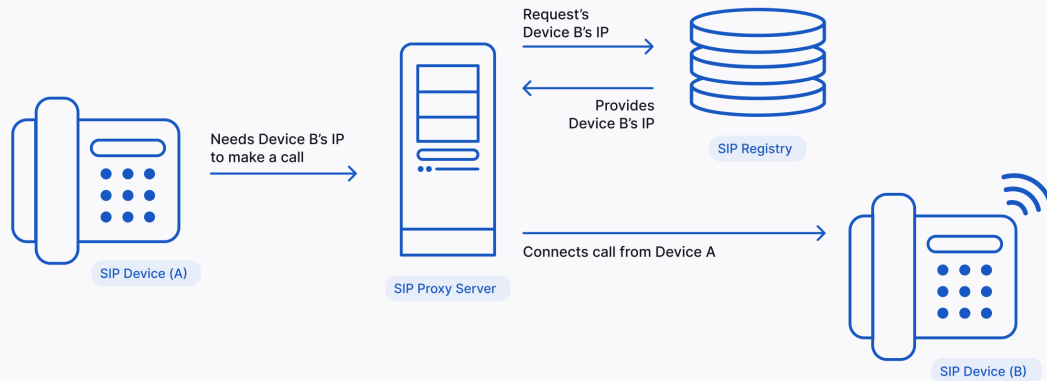 Request's
Device B's IP
Provides
Device B's IP
SIP Registry
Needs Device B's IP
to make a call
SIP Device (A)
SIP Proxy Server
Connects call from Device A
SIP Device (B)